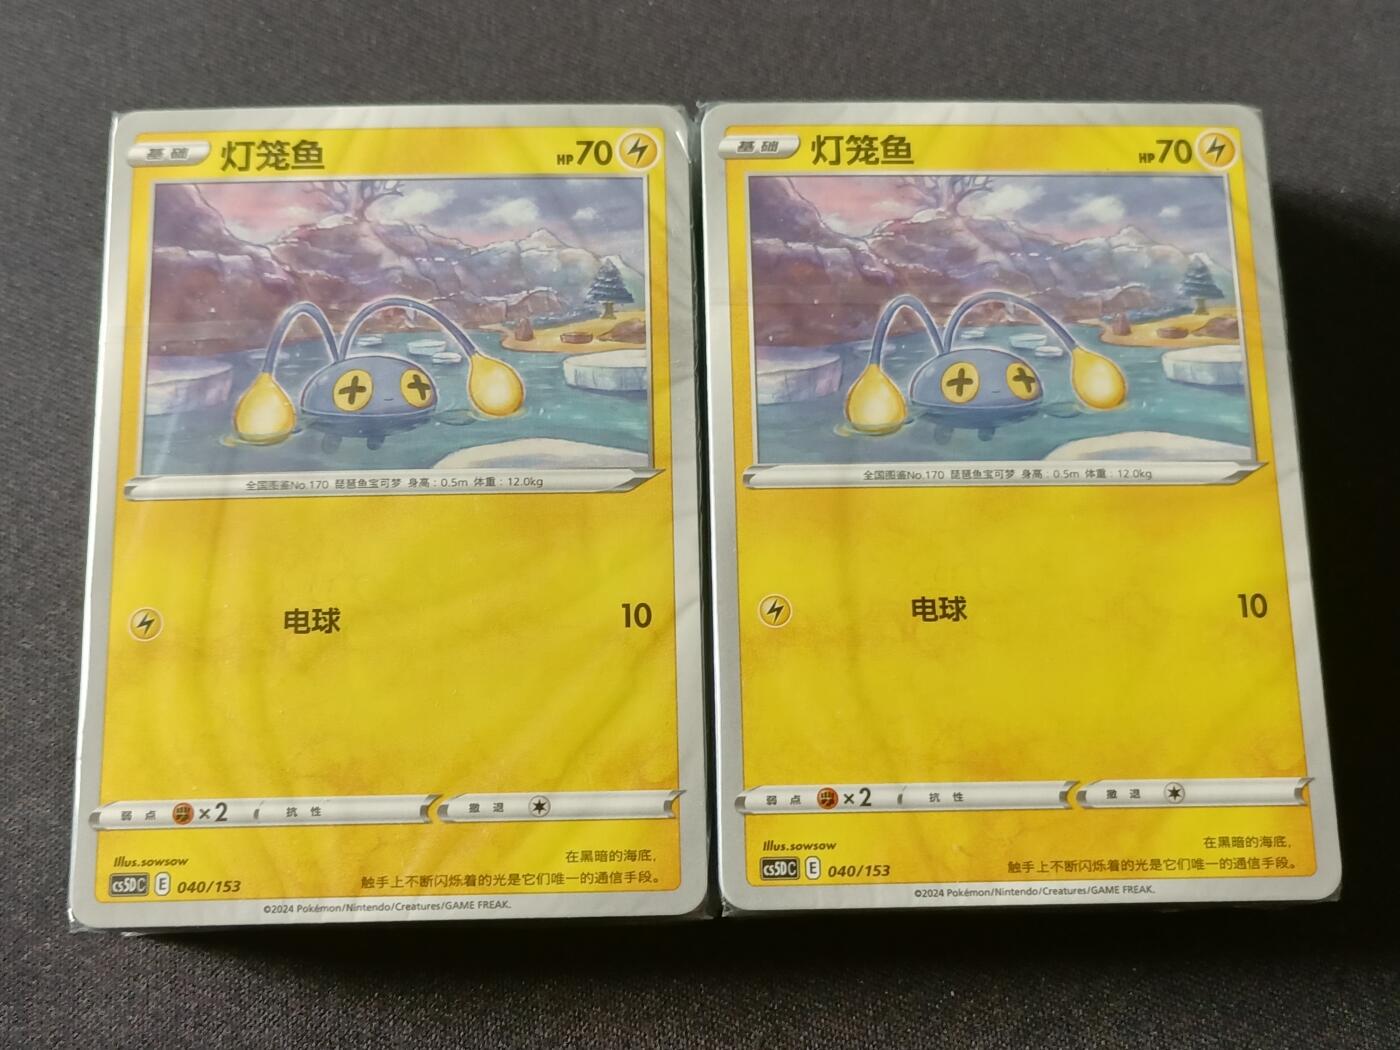 基础 灯笼鱼 HP70
全国图鉴No.170 琵琶鱼宝可梦 身高：0.5m 体重：12.0kg
电球 10
弱点 ×2 抗性 撤退
Illus.sowsow
在黑暗的海底，
触手上不断闪烁着的光是它们唯一的通信手段。
CS5DC E 040/153
©2024 Pokémon/Nintendo/Creatures/GAME FREAK.
基础 灯笼鱼 HP70
全国图鉴No.170 琵琶鱼宝可梦 身高：0.5m 体重：12.0kg
电球 10
弱点 ×2 抗性 撤退
Illus.sowsow
在黑暗的海底，
触手上不断闪烁着的光是它们唯一的通信手段。
CS5DC E 040/153
©2024 Pokémon/Nintendo/Creatures/GAME FREAK.